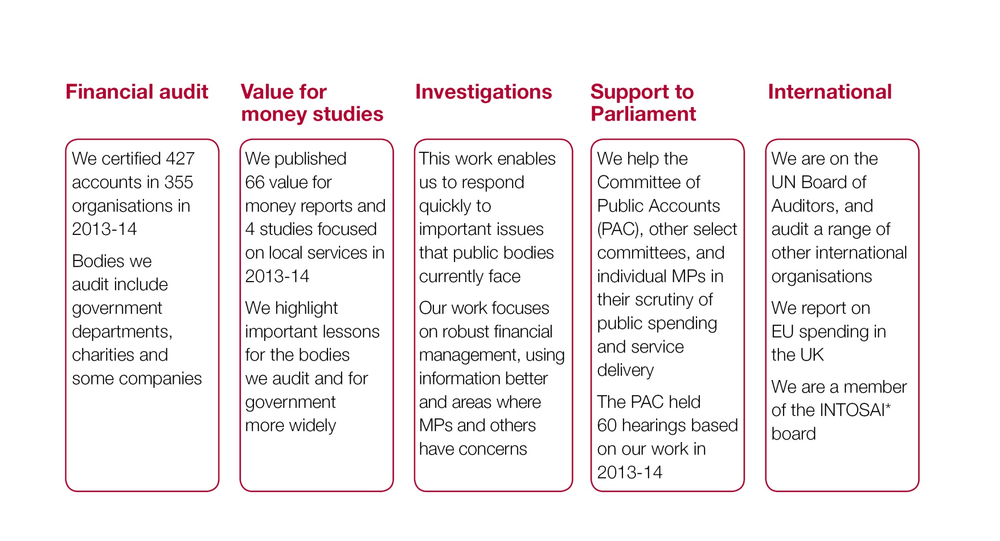 Financial audit
We certified 427
accounts in 355
organisations in
2013-14
Bodies we
audit include
government
departments,
charities and
some companies
Value for
money studies
We published
66 value for
money reports and
4 studies focused
on local services in
2013-14
We highlight
important lessons
for the bodies
we audit and for
government
more widely
Investigations
This work enables
us to respond
quickly to
important issues
that public bodies
currently face
Our work focuses
on robust financial
management, using
information better
and areas where
MPs and others
have concerns
Support to
Parliament
We help the
Committee of
Public Accounts
(PAC), other select
committees, and
individual MPs in
their scrutiny of
public spending
and service
delivery
The PAC held
60 hearings based
on our work in
2013-14
International
We are on the
UN Board of
Auditors, and
audit a range of
other international
organisations
We report on
EU spending in
the UK
We are a member
of the INTOSAI*
board